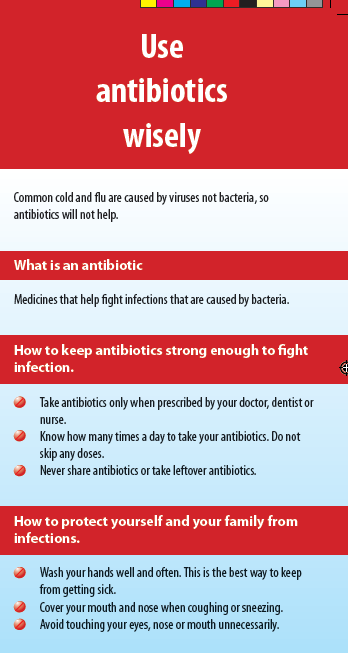 Use
antibiotics
wisely
Common cold and flu are caused by viruses not bacteria, so
antibiotics will not help.
What is an antibiotic
Medicines that help fight infections that are caused by bacteria.
How to keep antibiotics strong enough to fight
infection.
Take antibiotics only when prescribed by your doctor, dentist or
nurse.
Know how many times a day to take your antibiotics. Do not
skip any doses.
Never share antibiotics or take leftover antibiotics.
How to protect yourself and your family from
infections.
Wash your hands well and often. This is the best way to keep
from getting sick.
Cover your mouth and nose when coughing or sneezing.
Avoid touching your eyes, nose or mouth unnecessarily.